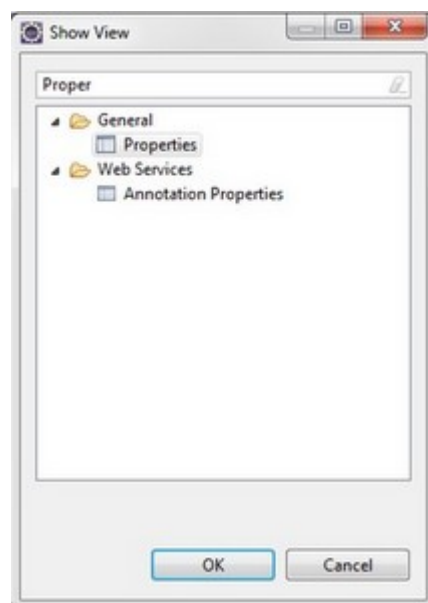 Show View
Proper
General
Properties
Web Services
Annotation Properties
OK Cancel